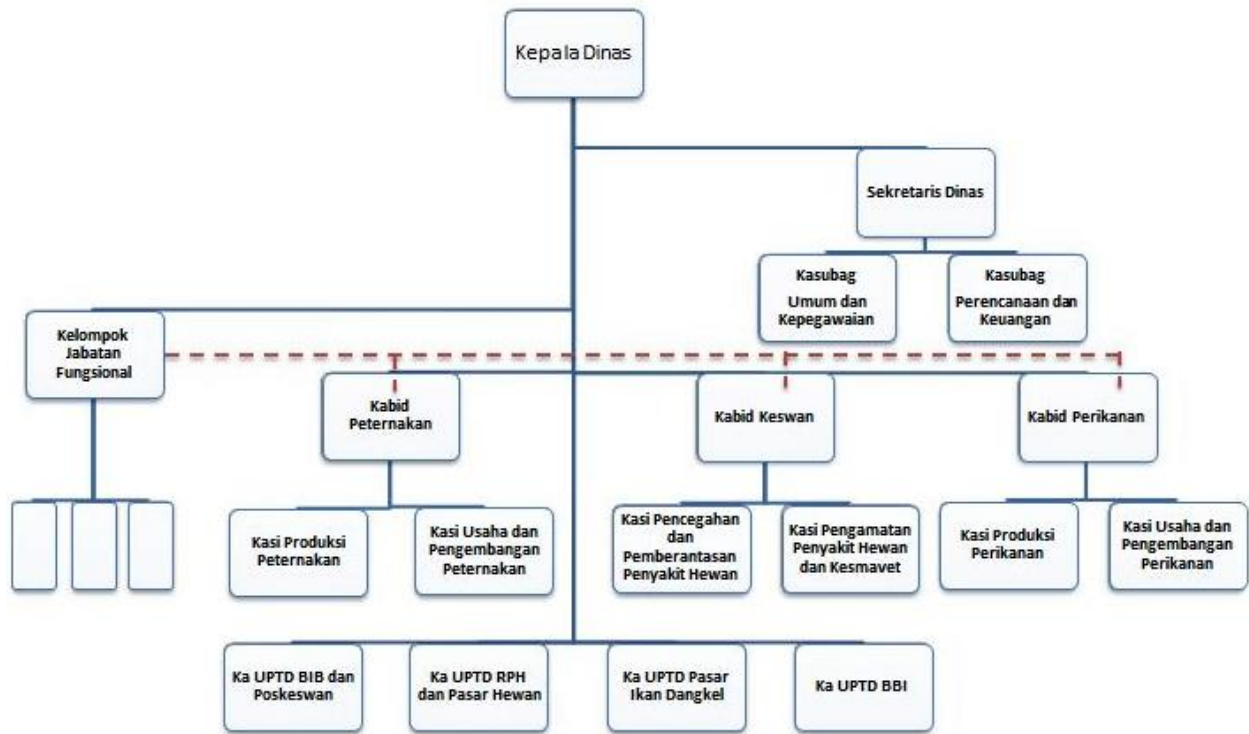 Kepala Dinas
Sekretaris Dinas
Kasubag
Umum dan
Kepegawaian
Kasubag
Perencanaan dan
Keuangan
Kelompok
Jabatan
Fungsional
Kabid
Peternakan
Kabid Keswan
Kabid Perikanan
Kasi Produksi
Peternakan
Kasi Usaha dan
Pengembangan
Peternakan
Kasi Pencegahan
dan
Pemberantasan
Penyakit Hewan
Kasi Pengamatan
Penyakit Hewan
dan Kesmavet
Kasi Produksi
Perikanan
Kasi Usaha dan
Pengembangan
Perikanan
Ka UPTD BIB dan
Poskeswan
Ka UPTD RPH
dan Pasar Hewan
Ka UPTD Pasar
Ikan Dangkel
Ka UPTD BBI